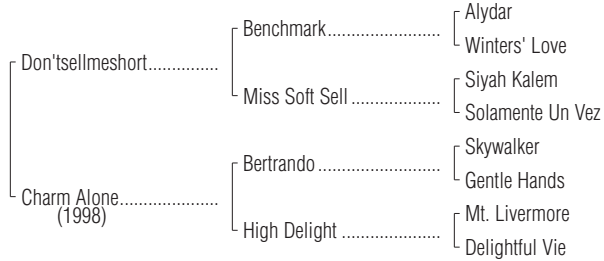 Alydar
Benchmark..................
Winters' Love
Don'tsellmeshort...............
Siyah Kalem
Miss Soft Sell ....................
Solamente Un Vez
Skywalker
Bertrando ....................
Gentle Hands
Charm Alone.....................
(1998)
Mt. Livermore
High Delight ......................
Delightful Vie